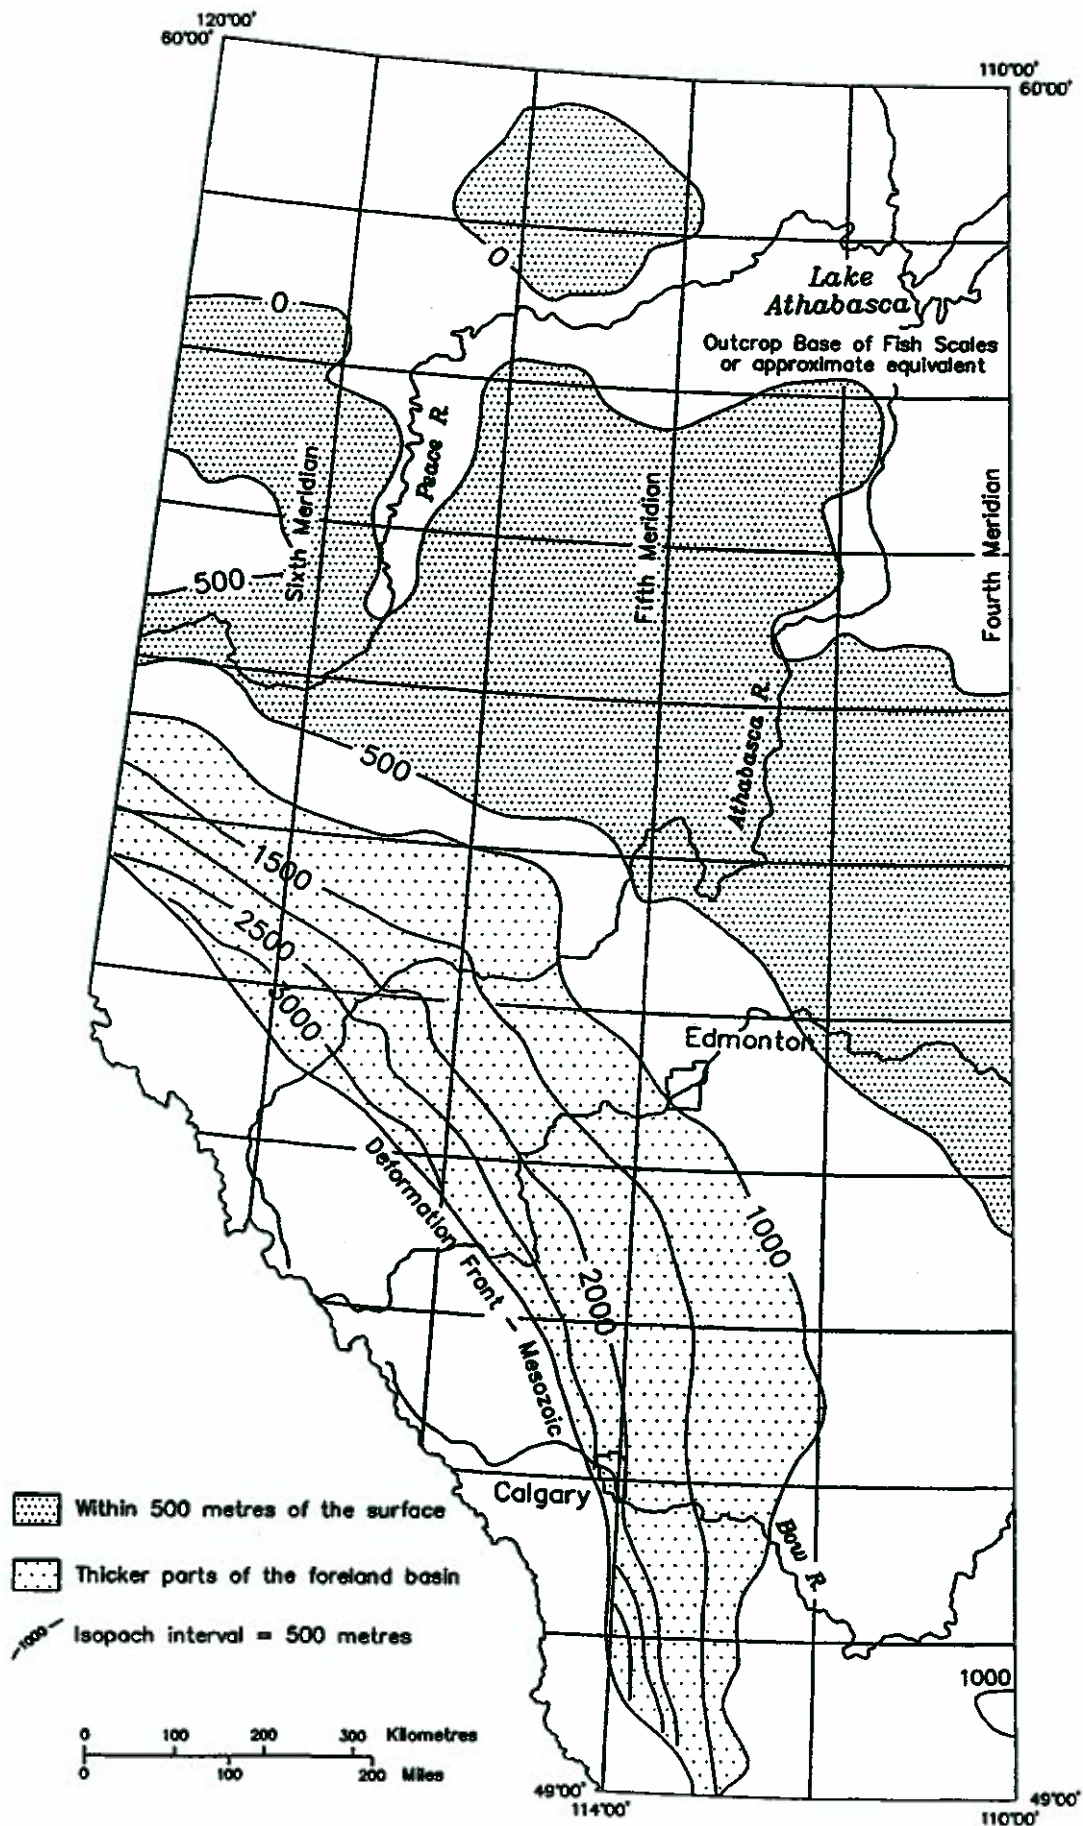 120°00'
60°00'
110°00'
60°00'
0
Lake
Athabasca
0
Outcrop Base of Fish Scales
or approximate equivalent
Peace R.
Sixth Meridian
Fifth Meridian
Fourth Meridian
500
Athabasca R.
500
1500
2500
3000
Edmonton
Deformation Front - Mesozoic
1000
2000
Calgary
Within 500 metres of the surface
Bow R.
Thicker parts of the foreland basin
1000 Isopach interval = 500 metres
1000
0 100 200 300 Kilometres
0 100 200 Miles
49°00'
114°00'
49°00'
110°00'